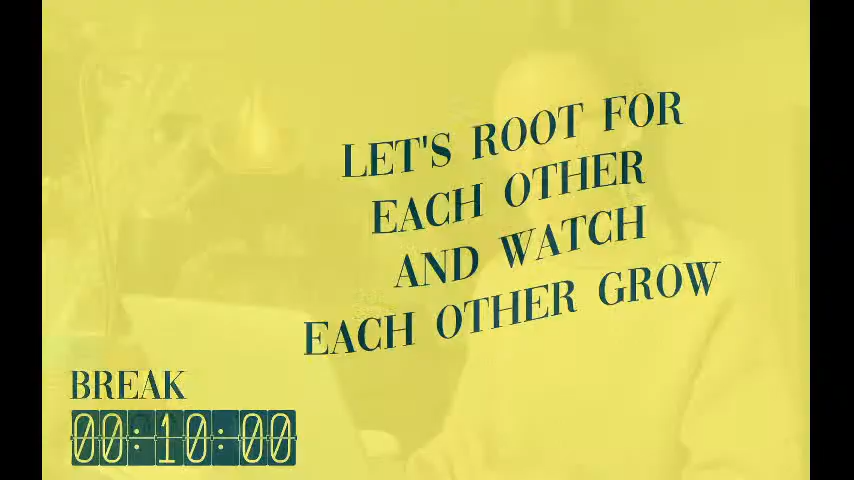 LET'S ROOT FOR
EACH OTHER
AND WATCH
EACH OTHER GROW
BREAK
00:10:00